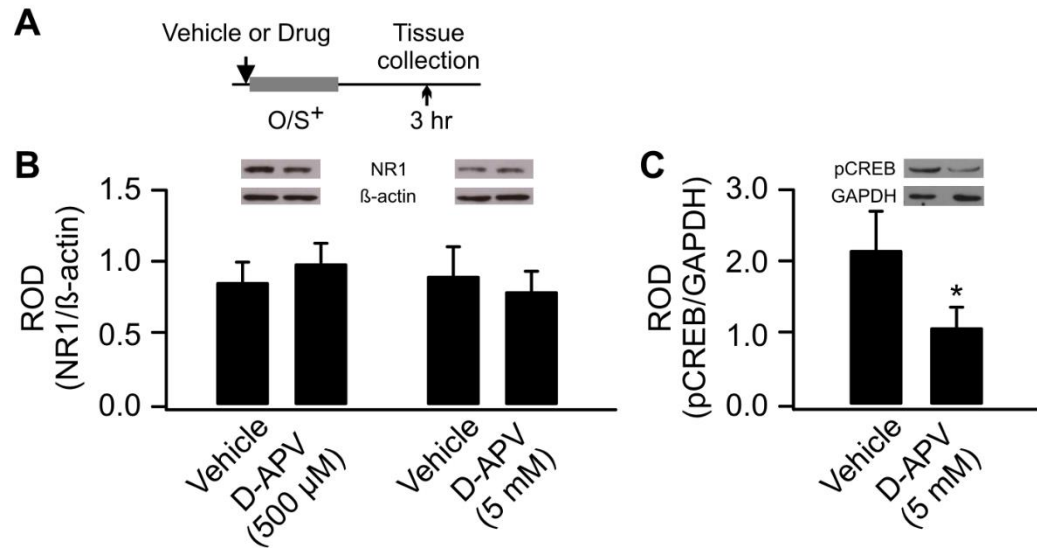 A
Vehicle or Drug
Tissue
collection
O/S+
3 hr
B
NR1
ß-actin
1.5
1.0
0.5
0.0
ROD
(NR1/ß-actin)
Vehicle
D-APV
(500 µM)
Vehicle
D-APV
(5 mM)
C
pCREB
GAPDH
3.0
2.0
1.0
0.0
ROD
(pCREB/GAPDH)
*
Vehicle
D-APV
(5 mM)